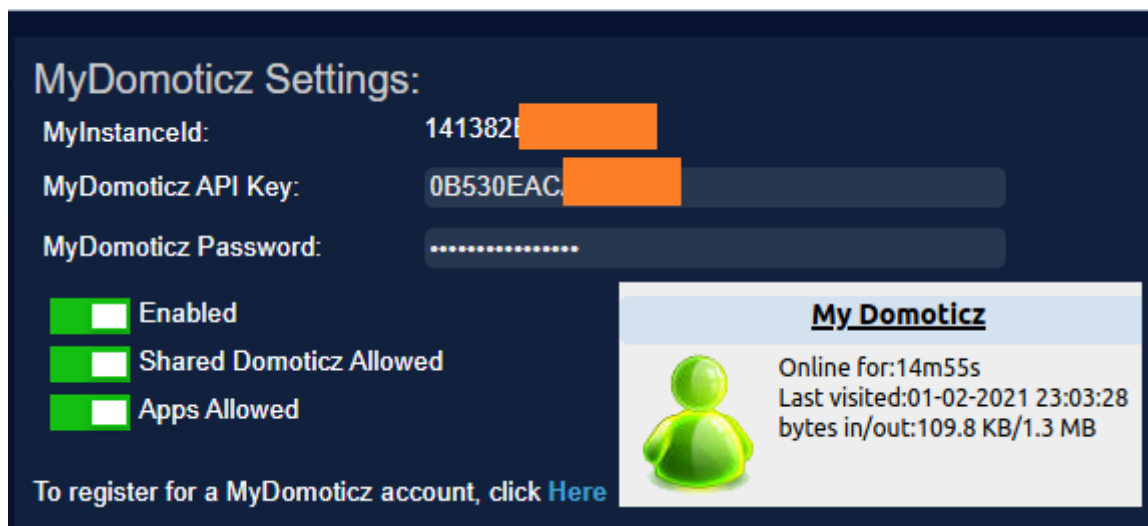 MyDomoticz Settings:
MyInstanceId: 141382
MyDomoticz API Key: 0B530EAC
MyDomoticz Password: ••••••••••••••••
Enabled
Shared Domoticz Allowed
Apps Allowed
To register for a MyDomoticz account, click Here
My Domoticz
Online for:14m55s
Last visited:01-02-2021 23:03:28
bytes in/out:109.8 KB/1.3 MB